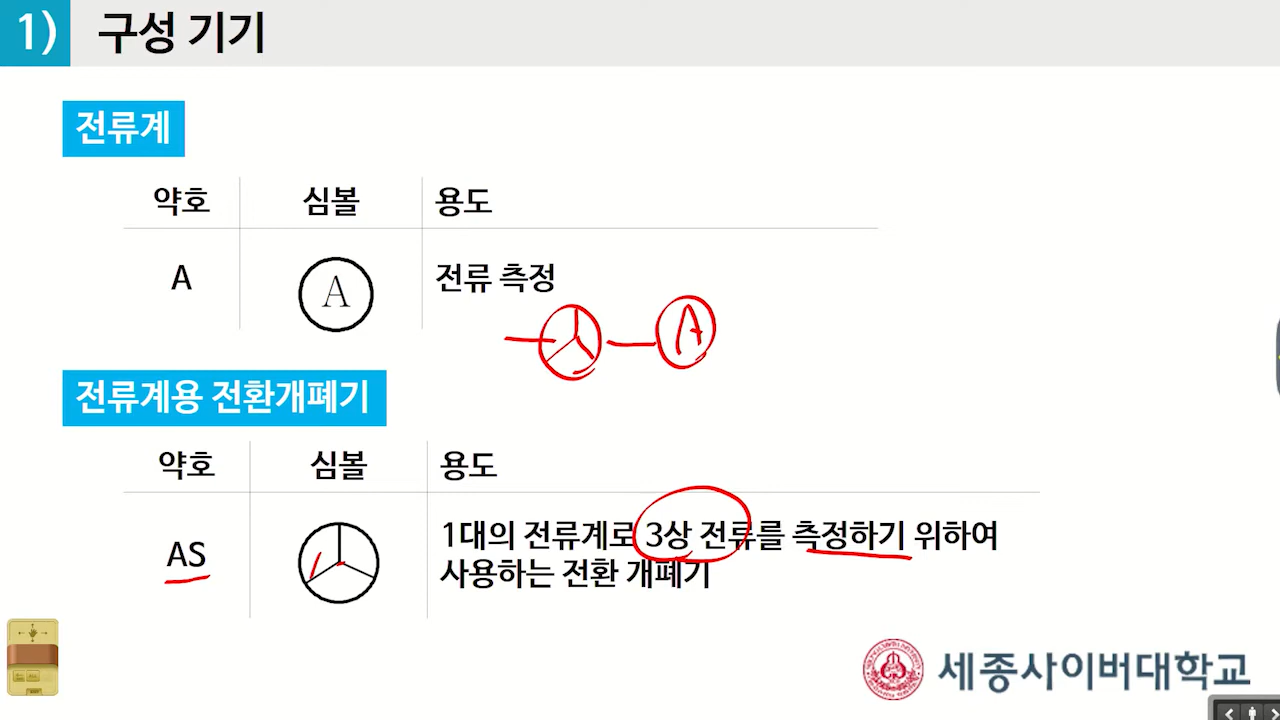 1) 구성 기기
전류계
약호 심볼 용도
A A 전류 측정
A
전류계용 전환개폐기
약호 심볼 용도
AS 1대의 전류계로 3상 전류를 측정하기 위하여
사용하는 전환 개폐기
세종사이버대학교